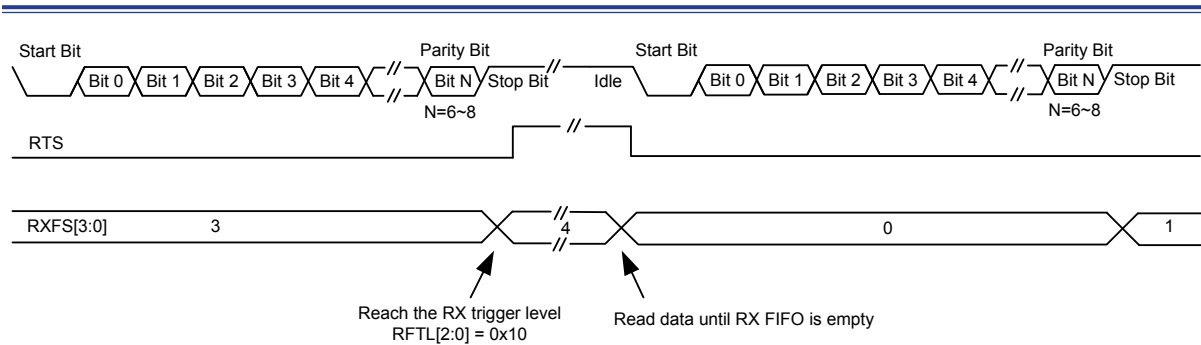 Start Bit Parity Bit Start Bit Parity Bit
Bit 0 Bit 1 Bit 2 Bit 3 Bit 4 // Bit N Stop Bit // Idle Bit 0 Bit 1 Bit 2 Bit 3 Bit 4 // Bit N Stop Bit
N=6~8 N=6~8
RTS //
RXFS[3:0] 3 4 0 1
Reach the RX trigger level
RFTL[2:0] = 0x10
Read data until RX FIFO is empty